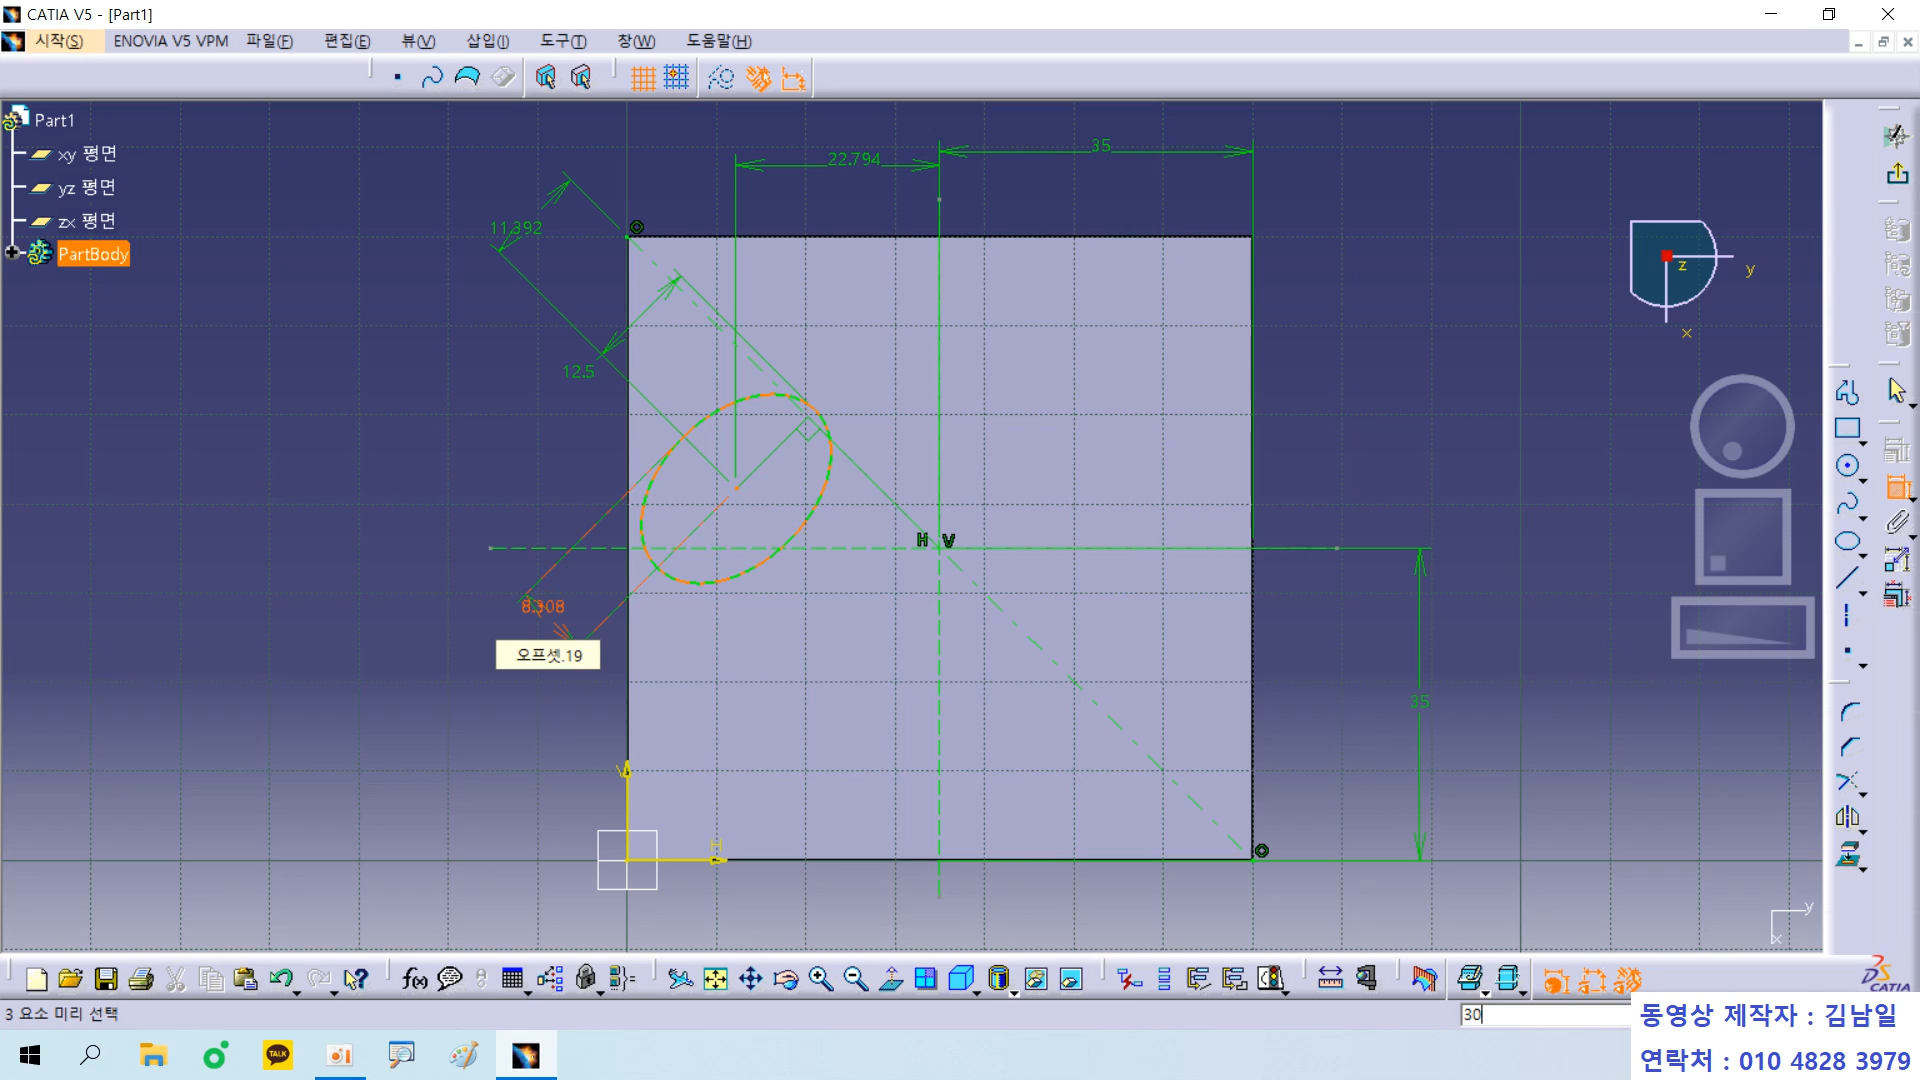 CATIA V5 - [Part1]
시작(S) ENOVIA V5 VPM 파일(F) 편집(E) 뷰(V) 삽입(I) 도구(T) 창(W) 도움말(H)
Part1
xy 평면
yz 평면
zx 평면
PartBody
22.794
35
11.392
12.5
8.308
오프셋.19
H V
35
V
H
z
y
x
y
x
3 요소 미리 선택
30
CATIA
TALK
동영상 제작자 : 김남일
연락처 : 010 4828 3979